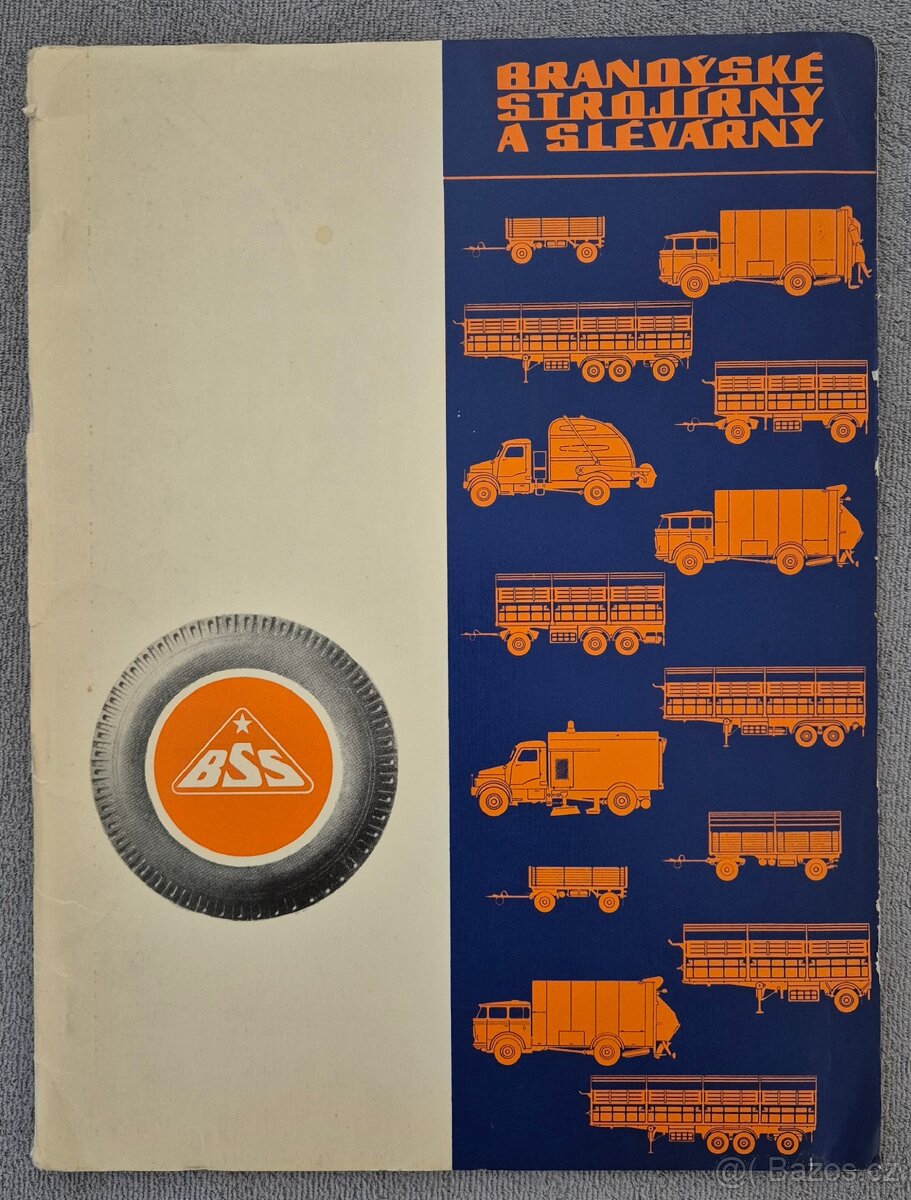 BRANDÝSKÉ
STROJÍRNY
A SLÉVÁRNY
BSS
@( Bazos.cz